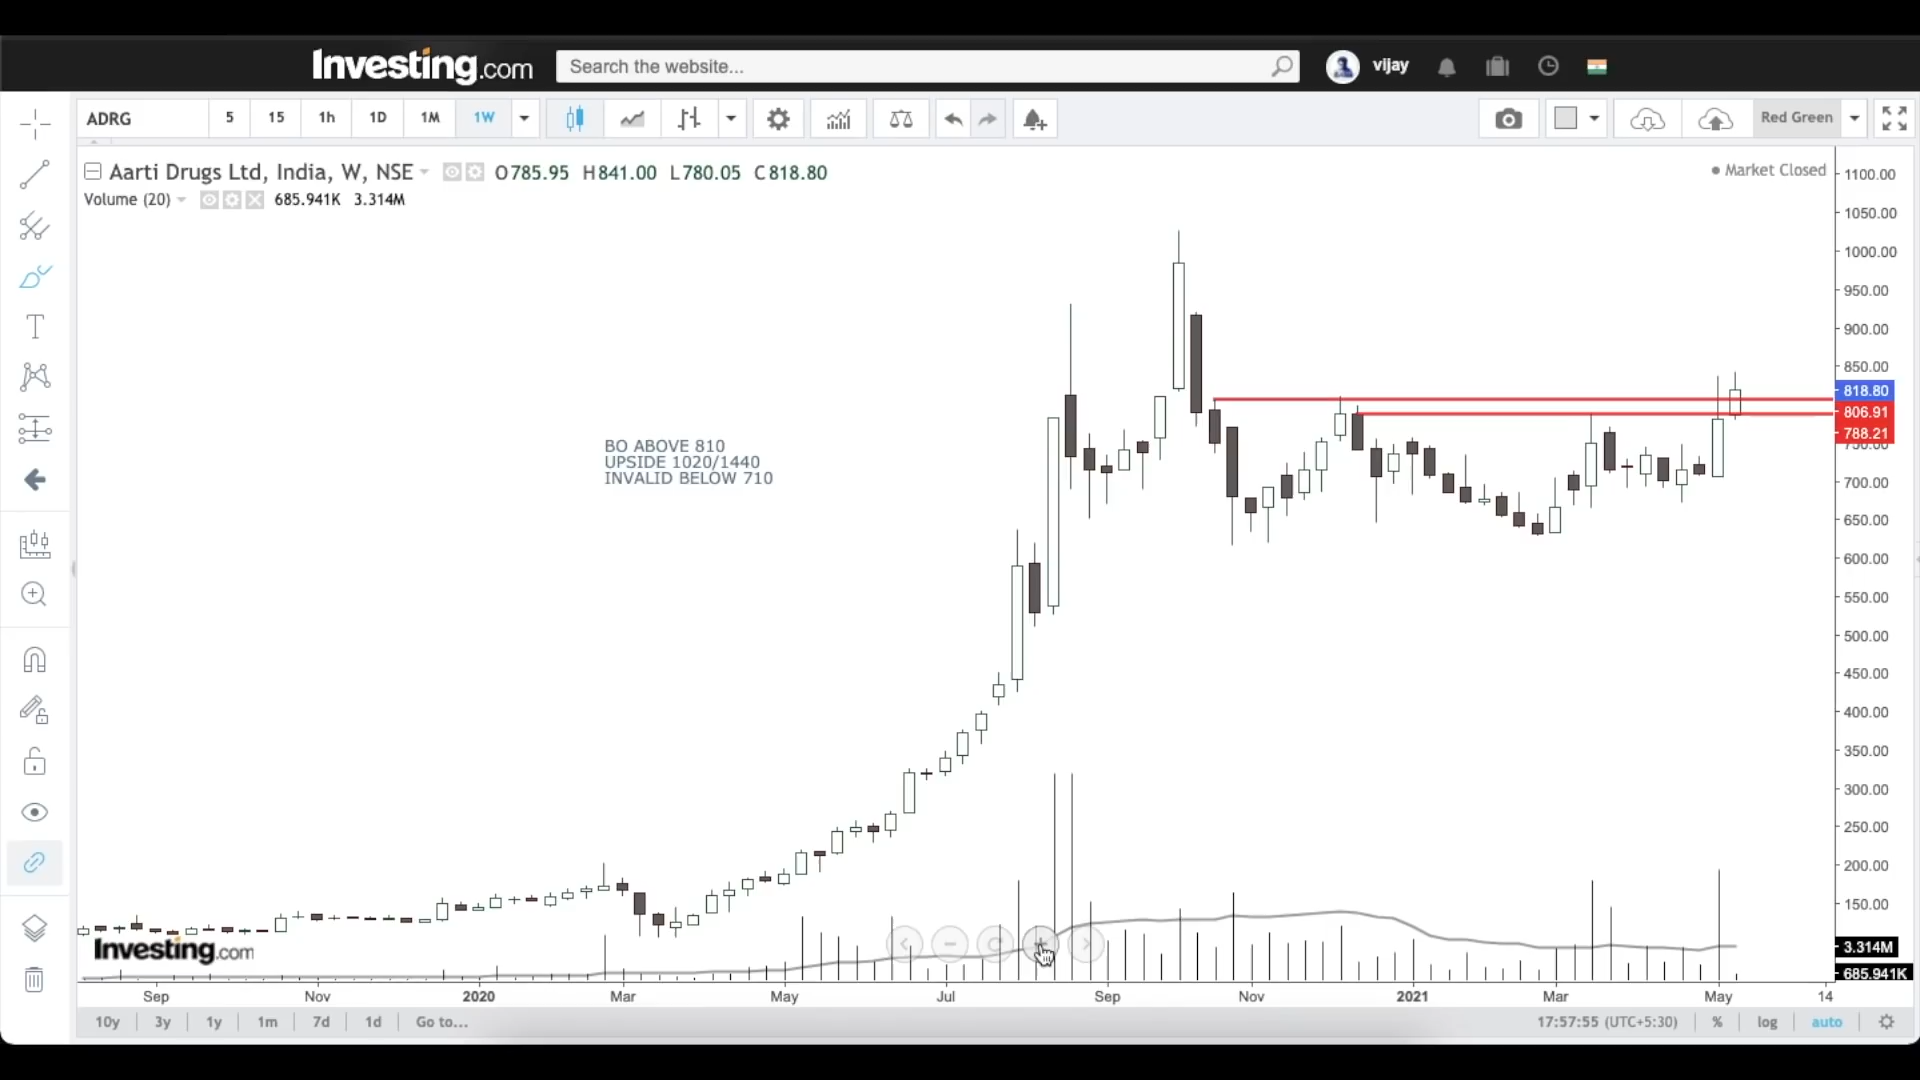 Investing.com
Search the website...
vijay
ADRG
5 15 1h 1D 1M 1W
Red Green
Aarti Drugs Ltd, India, W, NSE O785.95 H841.00 L780.05 C818.80
Market Closed
Volume (20) 685.941K 3.314M
1100.00
1050.00
1000.00
950.00
900.00
850.00
818.80
806.91
788.21
700.00
650.00
600.00
550.00
500.00
450.00
400.00
350.00
300.00
250.00
200.00
150.00
3.314M
685.941K
BO ABOVE 810
UPSIDE 1020/1440
INVALID BELOW 710
Investing.com
Sep Nov 2020 Mar May Jul Sep Nov 2021 Mar May 14
10y 3y 1y 1m 7d 1d Go to...
17:57:55 (UTC+5:30) % log auto